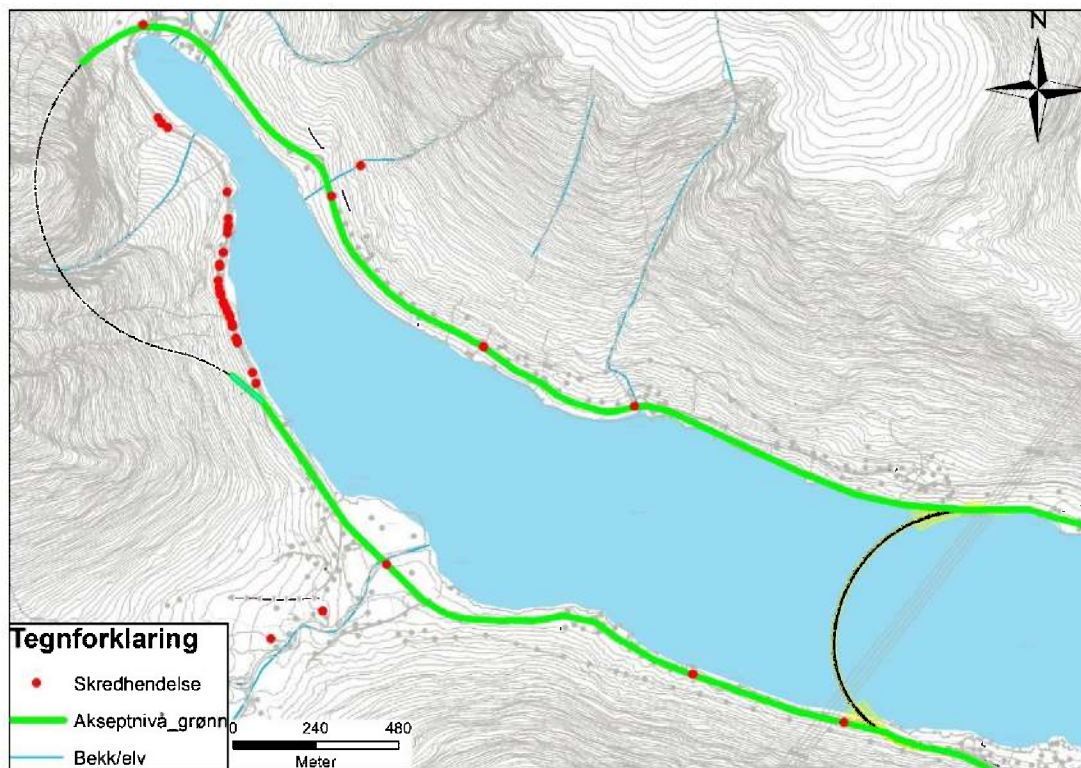 N
Tegnforklaring
Skredhendelse
Akseptnivå_grønn
Bekk/elv
0 240 480
Meter